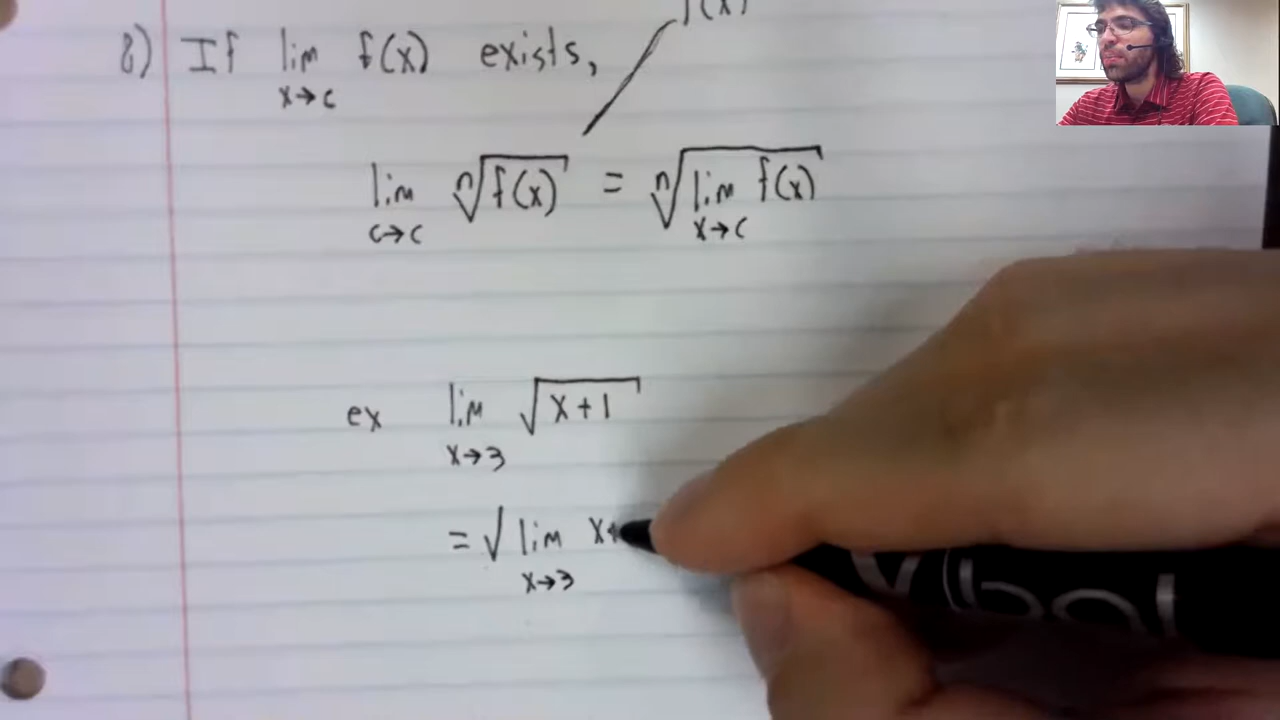 f(x)
8) If lim f(x) exists,
x→c
lim ⁿ√f(x) = ⁿ√lim f(x)
c→c x→c
ex lim √x+1
x→3
= √lim x+
x→3